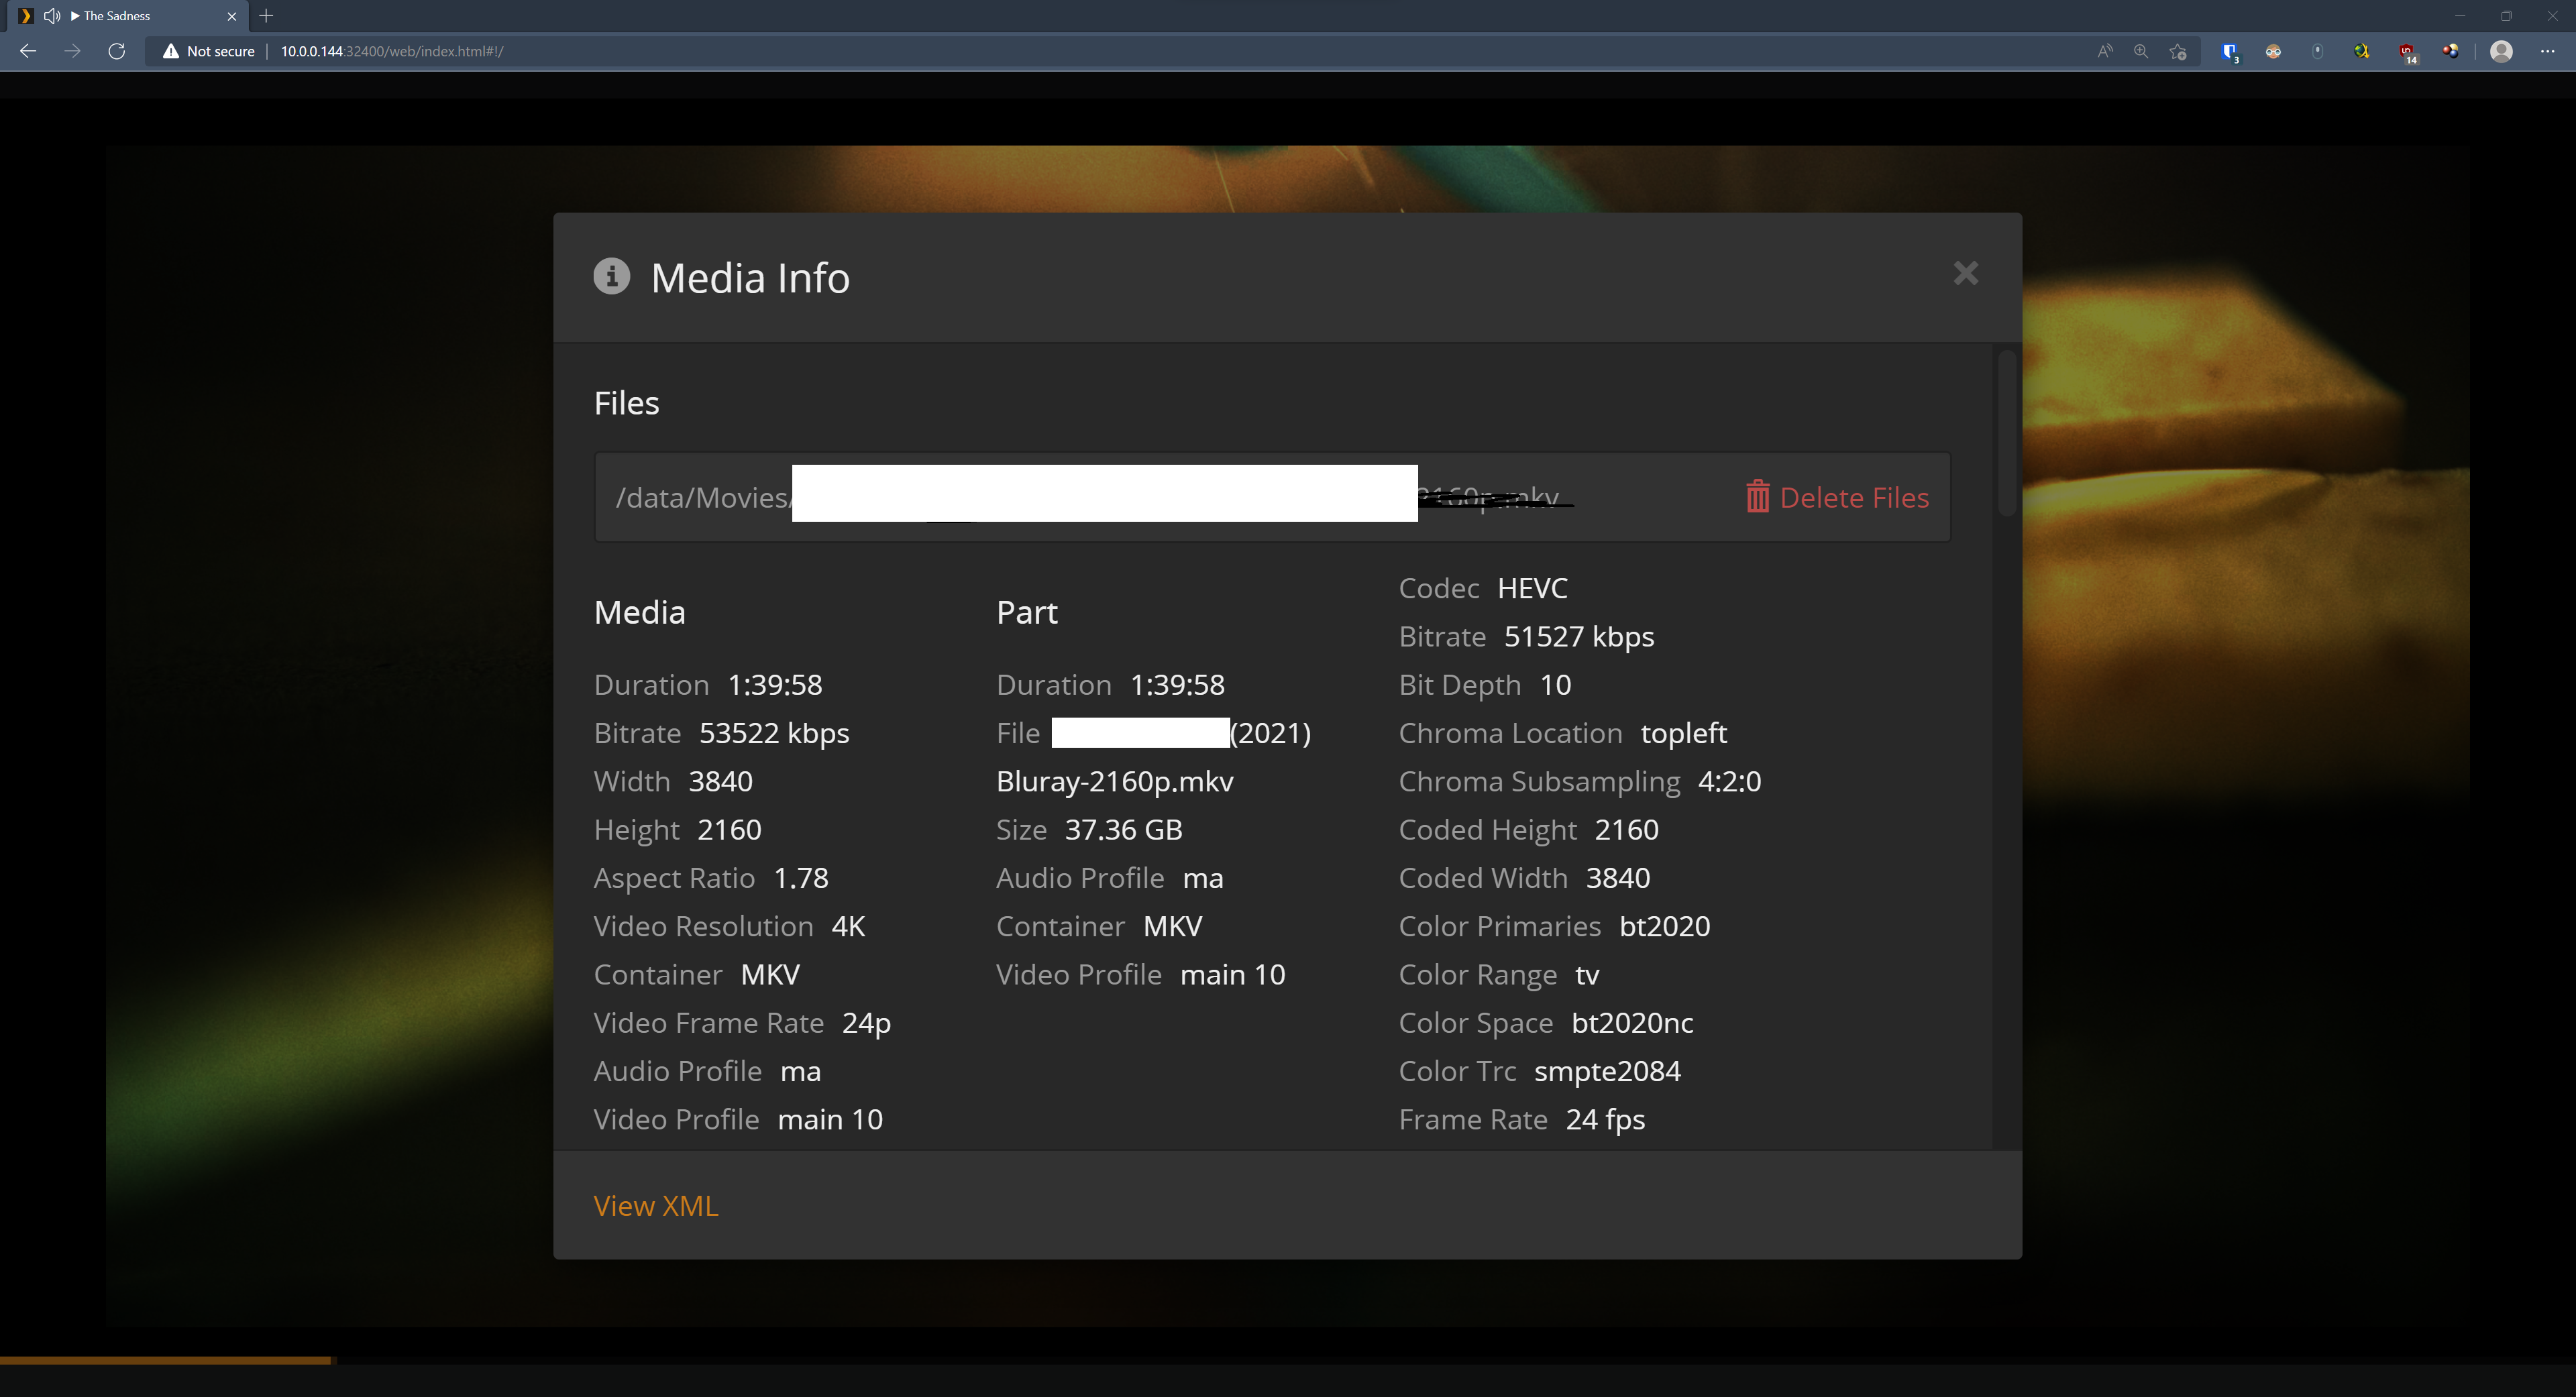 The Sadness
Not secure
10.0.0.144:32400/web/index.html#!/
3
14
Media Info
Files
/data/Movies/
2160p.mkv
Delete Files
Media
Duration 1:39:58
Bitrate 53522 kbps
Width 3840
Height 2160
Aspect Ratio 1.78
Video Resolution 4K
Container MKV
Video Frame Rate 24p
Audio Profile ma
Video Profile main 10
Part
Duration 1:39:58
File (2021)
Bluray-2160p.mkv
Size 37.36 GB
Audio Profile ma
Container MKV
Video Profile main 10
Codec HEVC
Bitrate 51527 kbps
Bit Depth 10
Chroma Location topleft
Chroma Subsampling 4:2:0
Coded Height 2160
Coded Width 3840
Color Primaries bt2020
Color Range tv
Color Space bt2020nc
Color Trc smpte2084
Frame Rate 24 fps
View XML